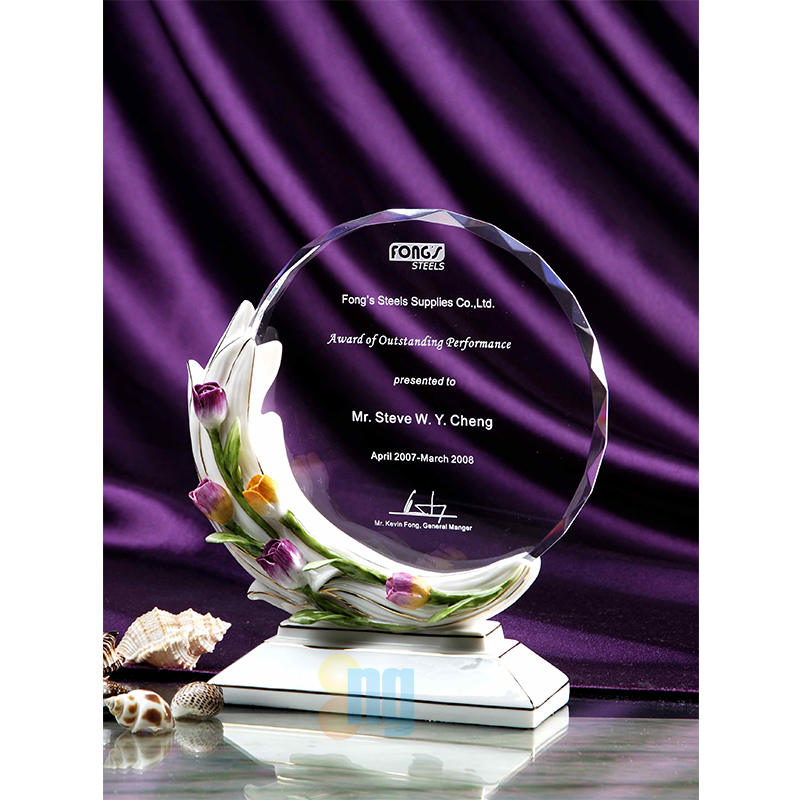 FONG'S
STEELS
Fong's Steels Supplies Co.,Ltd.
Award of Outstanding Performance
presented to
Mr. Steve W. Y. Cheng
April 2007-March 2008
Mr. Kevin Fong, General Manger
ng